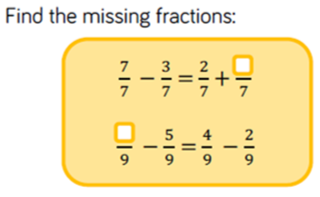 Find the missing fractions:
7/7 − 3/7 = 2/7 + □/7
□/9 − 5/9 = 4/9 − 2/9